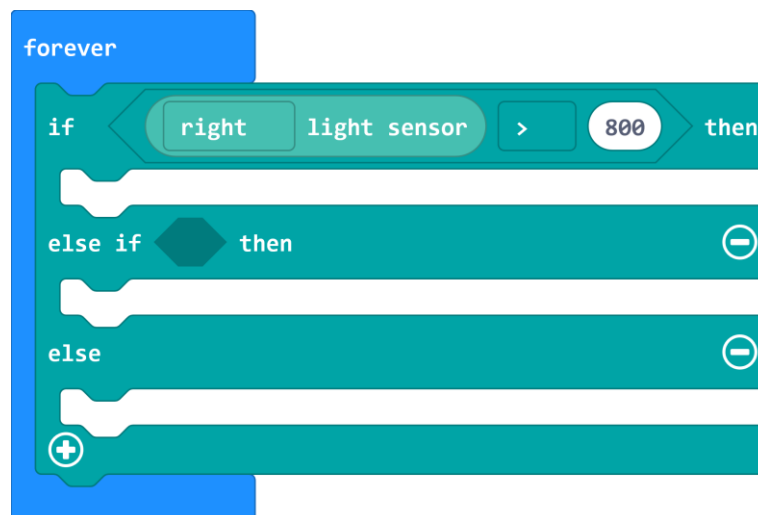 forever
if right light sensor > 800 then
else if then
else